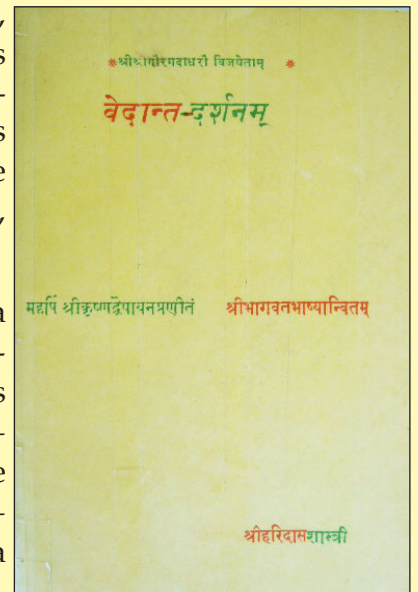 *श्रीश्रीगौरगदाधरौ विजयेताम् *
वेदान्त-दर्शनम्
महर्षि श्रीकृष्णद्वैपायनप्रणीतं श्रीभागवतभाष्यान्वितम्
श्रीहरिदासशास्त्री